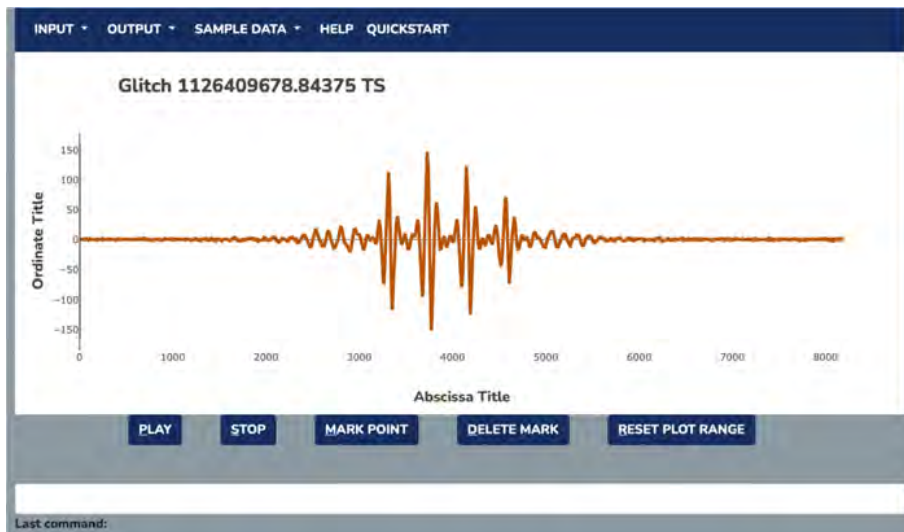 INPUT OUTPUT SAMPLE DATA HELP QUICKSTART
Glitch 1126409678.84375 TS
Ordinate Title
150
100
50
0
−50
−100
−150
0 1000 2000 3000 4000 5000 6000 7000 8000
Abscissa Title
PLAY STOP MARK POINT DELETE MARK RESET PLOT RANGE
Last command: